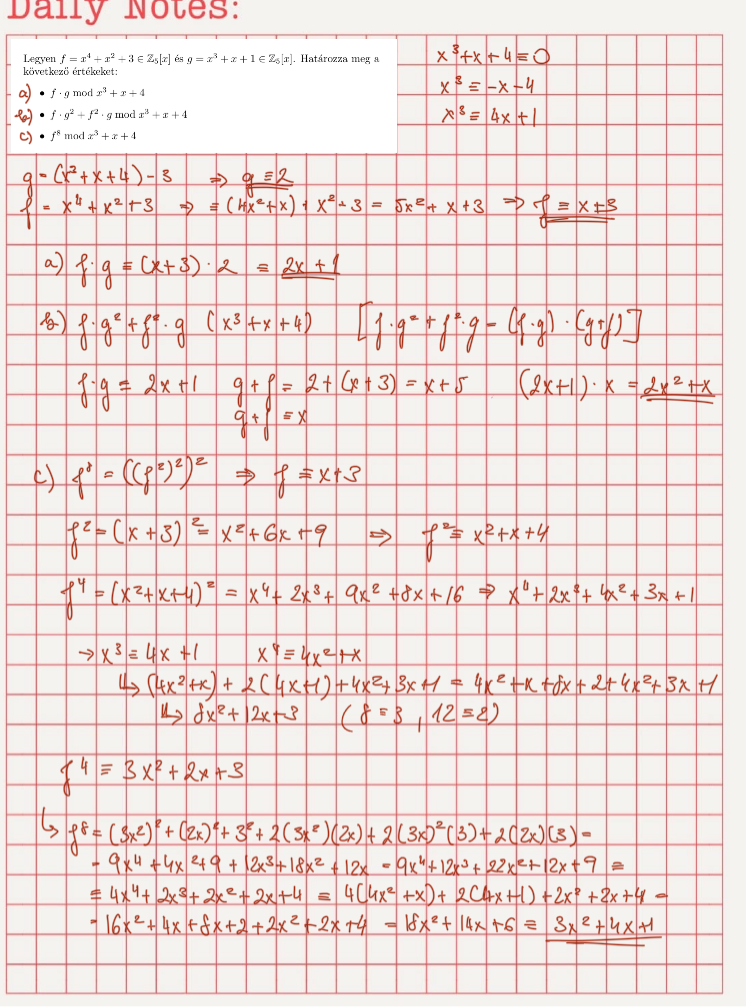 Daily Notes:
Legyen f = x⁴ + x² + 3 ∈ ℤ₅[x] és g = x³ + x + 1 ∈ ℤ₅[x]. Határozza meg a
következő értékeket:
a) • f · g mod x³ + x + 4
b) • f · g² + f² · g mod x³ + x + 4
c) • f⁸ mod x³ + x + 4
x³+x+4 ≡ 0
x³ ≡ -x-4
x³ ≡ 4x+1
g = (x³+x+4) - 3 ⇒ g ≡ 2
f = x⁴ + x² + 3 ⇒ ≡ (4x²+x) + x² + 3 = 5x² + x + 3 ⇒ f ≡ x+3
a) f·g ≡ (x+3)·2 ≡ 2x+1
b) f·g² + f²·g (x³+x+4) [f·g² + f²·g = (f·g)·(g+f)]
f·g ≡ 2x+1 g+f = 2+(x+3) = x+5 (2x+1)·x = 2x²+x
g+f ≡ x
c) f⁸ = ((f²)²)² ⇒ f ≡ x+3
f² = (x+3)² = x²+6x+9 ⇒ f² ≡ x²+x+4
f⁴ = (x²+x+4)² = x⁴ + 2x³ + 9x² + 8x + 16 ⇒ x⁴ + 2x³ + 4x² + 3x + 1
→ x³ ≡ 4x+1 x⁴ ≡ 4x²+x
↳ (4x²+x) + 2(4x+1) + 4x²+3x+1 = 4x²+x+8x+2+4x²+3x+1
↳ 8x²+12x+3 (8 ≡ 3, 12 ≡ 2)
f⁴ ≡ 3x²+2x+3
↳ f⁸ = (3x²)² + (2x)² + 3² + 2(3x²)(2x) + 2(3x)²(3) + 2(2x)(3) =
= 9x⁴ + 4x² + 9 + 12x³ + 18x² + 12x = 9x⁴ + 12x³ + 22x² + 12x + 9 ≡
≡ 4x⁴ + 2x³ + 2x² + 2x + 4 ≡ 4(4x²+x) + 2(4x+1) + 2x² + 2x + 4 =
= 16x² + 4x + 8x + 2 + 2x² + 2x + 4 = 18x² + 14x + 6 ≡ 3x² + 4x + 1